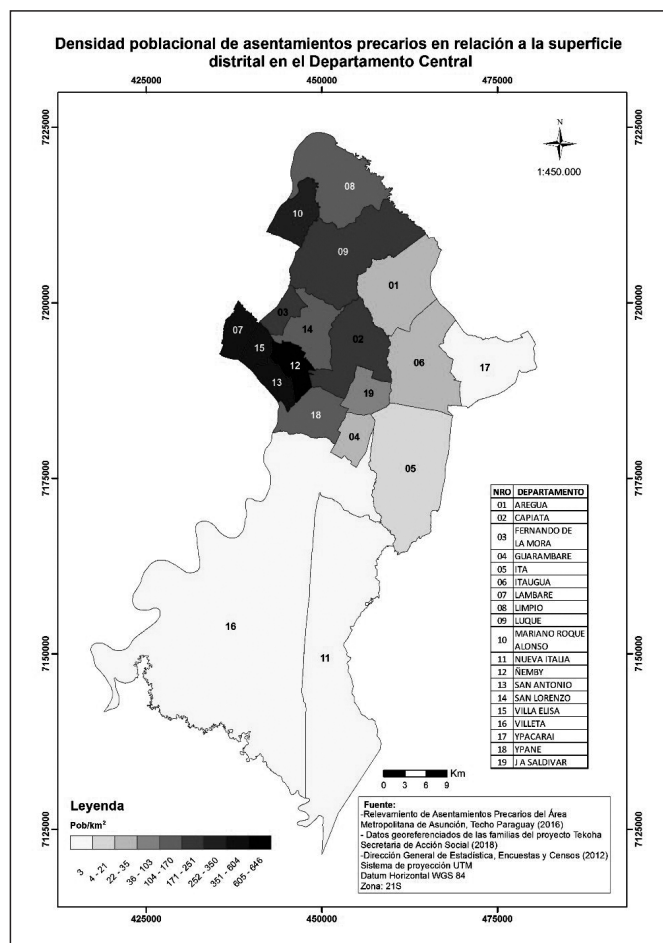 Densidad poblacional de asentamientos precarios en relación a la superficie
distrital en el Departamento Central
425000 450000 475000
7225000
7200000
7175000
7150000
7125000
N
1:450.000
08
10
09
01
03
14
07
15
02
12
06
17
13
19
18
04
05
16
11
NRO DEPARTAMENTO
01 AREGUA
02 CAPIATA
03 FERNANDO DE
LA MORA
04 GUARAMBARE
05 ITA
06 ITAUGUA
07 LAMBARE
08 LIMPIO
09 LUQUE
10 MARIANO ROQUE
ALONSO
11 NUEVA ITALIA
12 ÑEMBY
13 SAN ANTONIO
14 SAN LORENZO
15 VILLA ELISA
16 VILLETA
17 YPACARAI
18 YPANE
19 J A SALDIVAR
0 3 6 9 Km
Leyenda
Pob/km²
3
4 - 21
22 - 35
36 - 103
104 - 170
171 - 251
252 - 350
351 - 604
605 - 646
Fuente:
-Relevamiento de Asentamientos Precarios del Área
Metropolitana de Asunción, Techo Paraguay (2016)
- Datos georeferenciados de las familias del proyecto Tekoha
Secretaria de Acción Social (2018)
-Dirección General de Estadística, Encuestas y Censos (2012)
Sistema de proyección UTM
Datum Horizontal WGS 84
Zona: 21S
7225000
7200000
7175000
7150000
7125000
425000 450000 475000